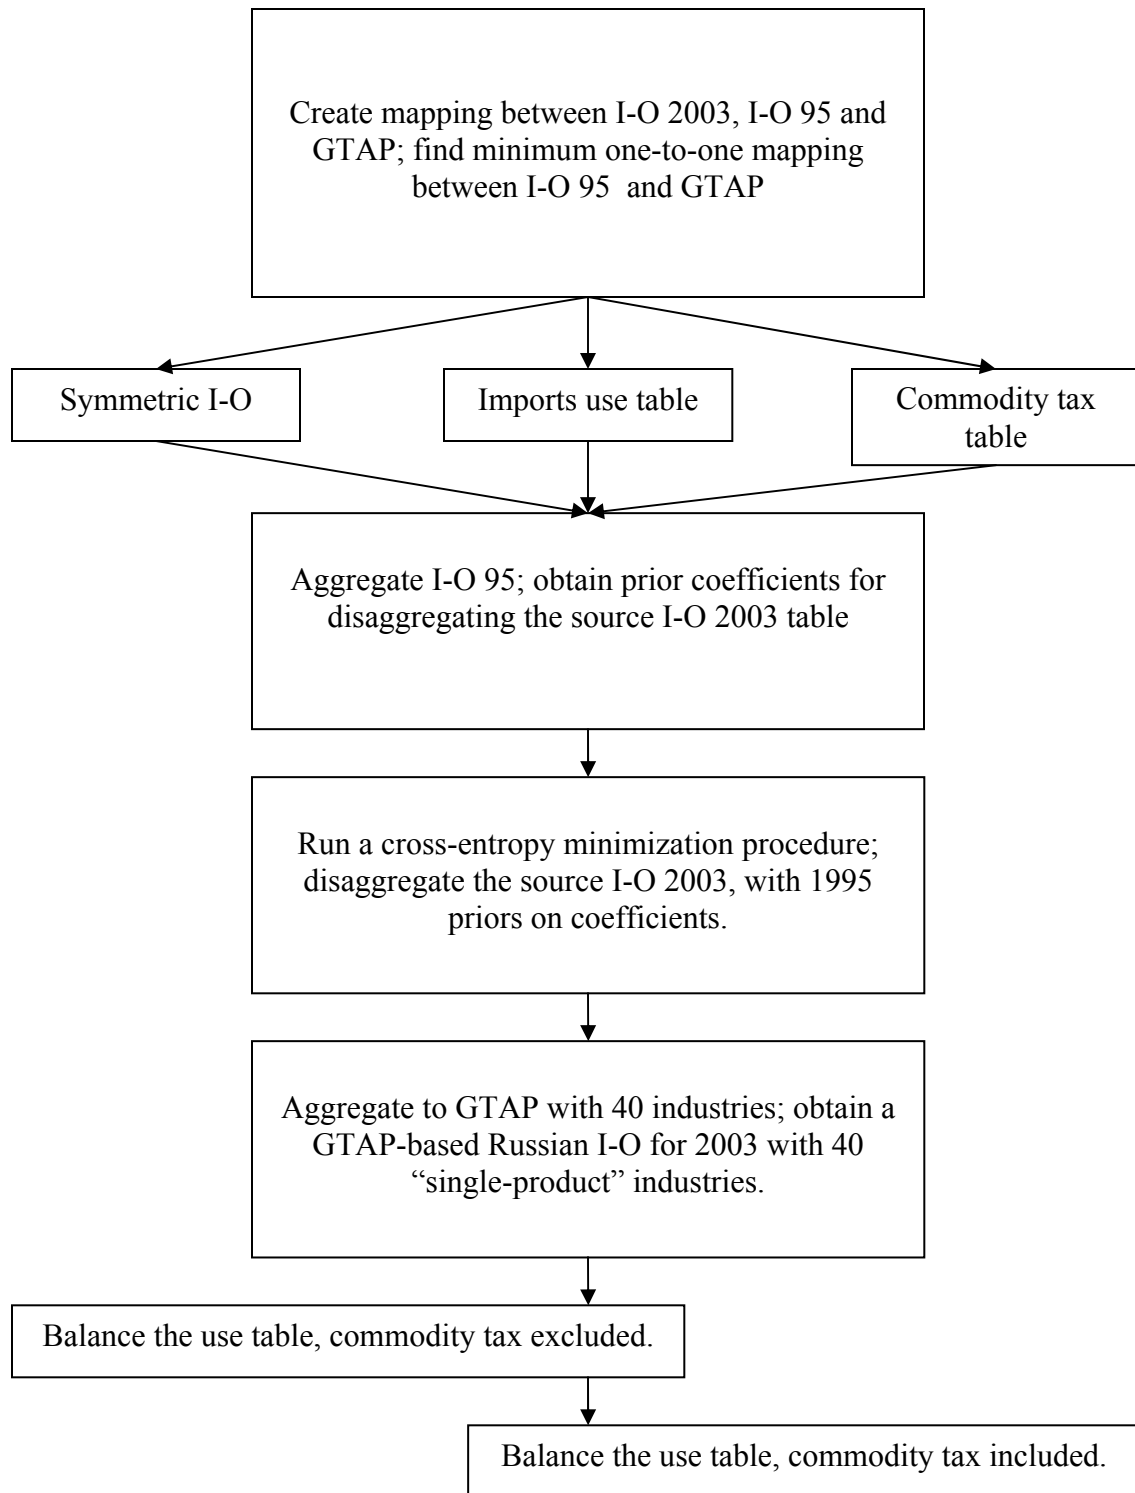 Create mapping between I-O 2003, I-O 95 and
GTAP; find minimum one-to-one mapping
between I-O 95 and GTAP
Symmetric I-O
Imports use table
Commodity tax
table
Aggregate I-O 95; obtain prior coefficients for
disaggregating the source I-O 2003 table
Run a cross-entropy minimization procedure;
disaggregate the source I-O 2003, with 1995
priors on coefficients.
Aggregate to GTAP with 40 industries; obtain a
GTAP-based Russian I-O for 2003 with 40
“single-product” industries.
Balance the use table, commodity tax excluded.
Balance the use table, commodity tax included.